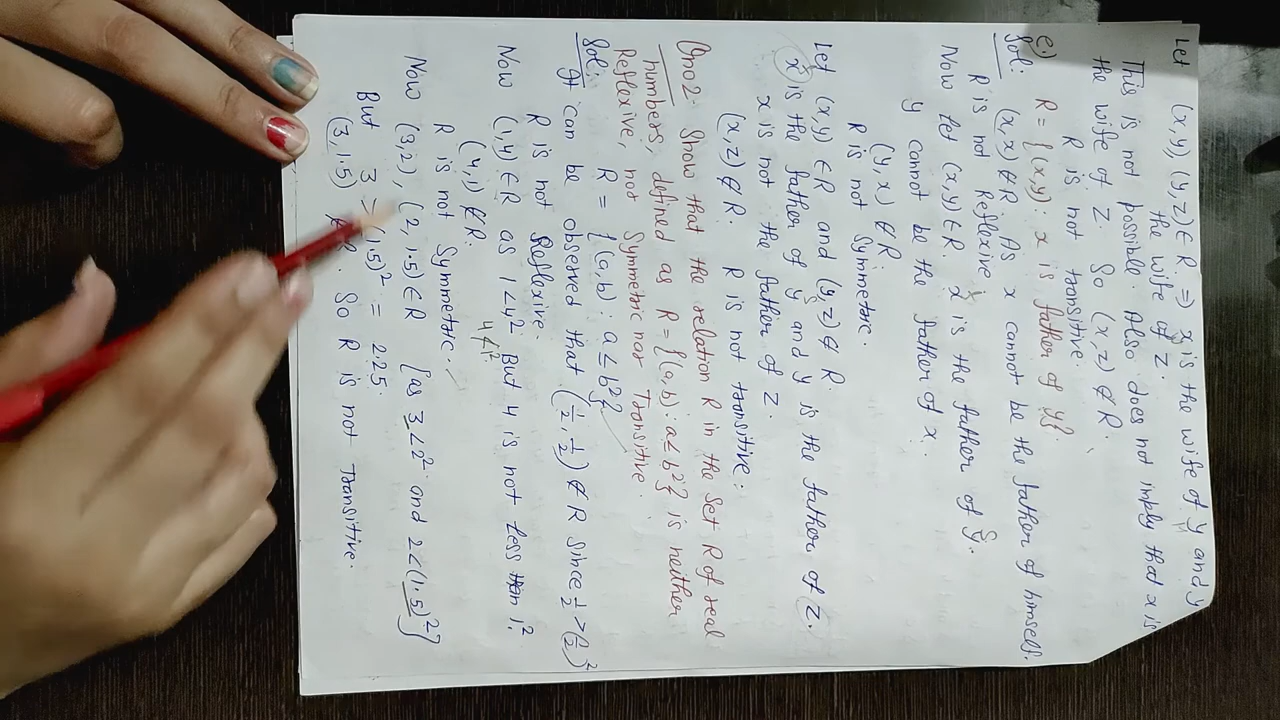 Let (x,y), (y,z) ∈ R ⇒ x is the wife of y and y
the wife of z.
This is not possible. Also does not imply that x is
the wife of z. So (x,z) ∉ R.
R is not transitive.
e) R = {(x,y): x is father of y}.
Sol: (x,x) ∉ R As x cannot be the father of himself.
R is not Reflexive.
Now Let (x,y) ∈ R. x is the father of y.
y cannot be the father of x.
(y,x) ∉ R.
R is not Symmetric.
Let (x,y) ∈ R and (y,z) ∉ R.
x is the father of y and y is the father of z.
x is not the father of z.
(x,z) ∉ R. R is not transitive.
Qno2- Show that the relation R in the Set R of real
numbers, defined as R = {(a,b): a ≤ b²} is neither
Reflexive, not Symmetric nor Transitive.
R = {(a,b): a ≤ b²}
Sol: It can be observed that (1/2, 1/2) ∉ R since 1/2 > (1/2)²
R is not Reflexive.
Now (1,4) ∈ R as 1 < 4² But 4 is not less than 1².
4 ≮ 1²
(4,1) ∉ R.
R is not Symmetric.
Now (3,2), (2,1.5) ∈ R [as 3 < 2² and 2 < (1.5)²]
But 3 (1.5)² = 2.25.
(3,1.5) ∉ R. So R is not transitive.